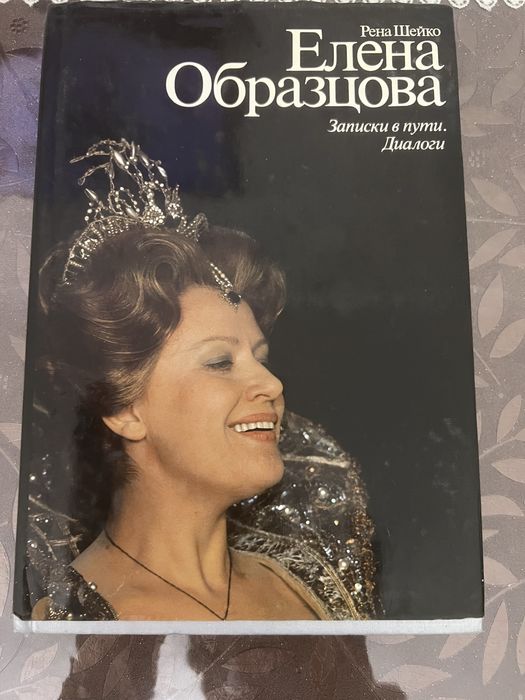 Рена Шейко
Елена
Образцова
Записки в пути.
Диалоги